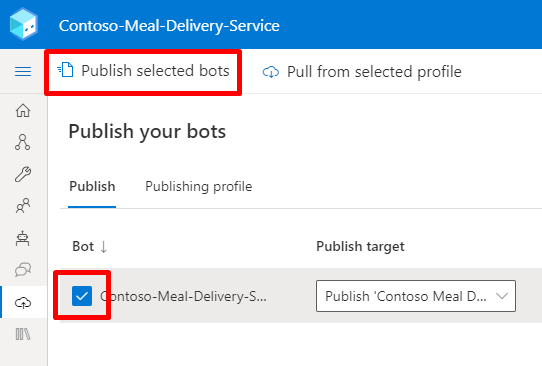 Contoso-Meal-Delivery-Service
Publish selected bots Pull from selected profile
Publish your bots
Publish Publishing profile
Bot ↓ Publish target
Contoso-Meal-Delivery-S... Publish 'Contoso Meal D...